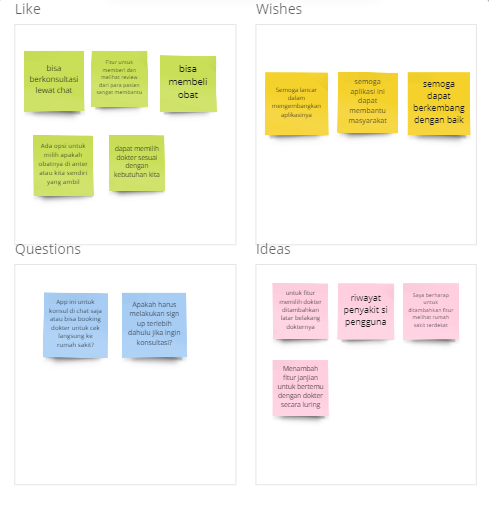 Like
bisa
berkonsultasi
lewat chat
Fitur untuk
memberi dan
melihat review
dari para pasien
sangat membantu
bisa
membeli
obat
Ada opsi untuk
milih apakah
obatnya di anter
atau kita sendiri
yang ambil
dapat memilih
dokter sesuai
dengan
kebutuhan kita
Wishes
Semoga lancar
dalam
mengembangkan
aplikasinya
semoga
aplikasi ini
dapat
membantu
masyarakat
semoga
dapat
berkembang
dengan baik
Questions
App ini untuk
konsul di chat saja
atau bisa booking
dokter untuk cek
langsung ke
rumah sakit?
Apakah harus
melakukan sign
up terlebih
dahulu jika ingin
konsultasi?
Ideas
untuk fitur
memilih dokter
ditambahkan
latar belakang
dokternya
riwayat
penyakit si
pengguna
Saya berharap
untuk
ditambahkan fitur
melihat rumah
sakit terdekat
Menambah
fitur janjian
untuk bertemu
dengan dokter
secara luring